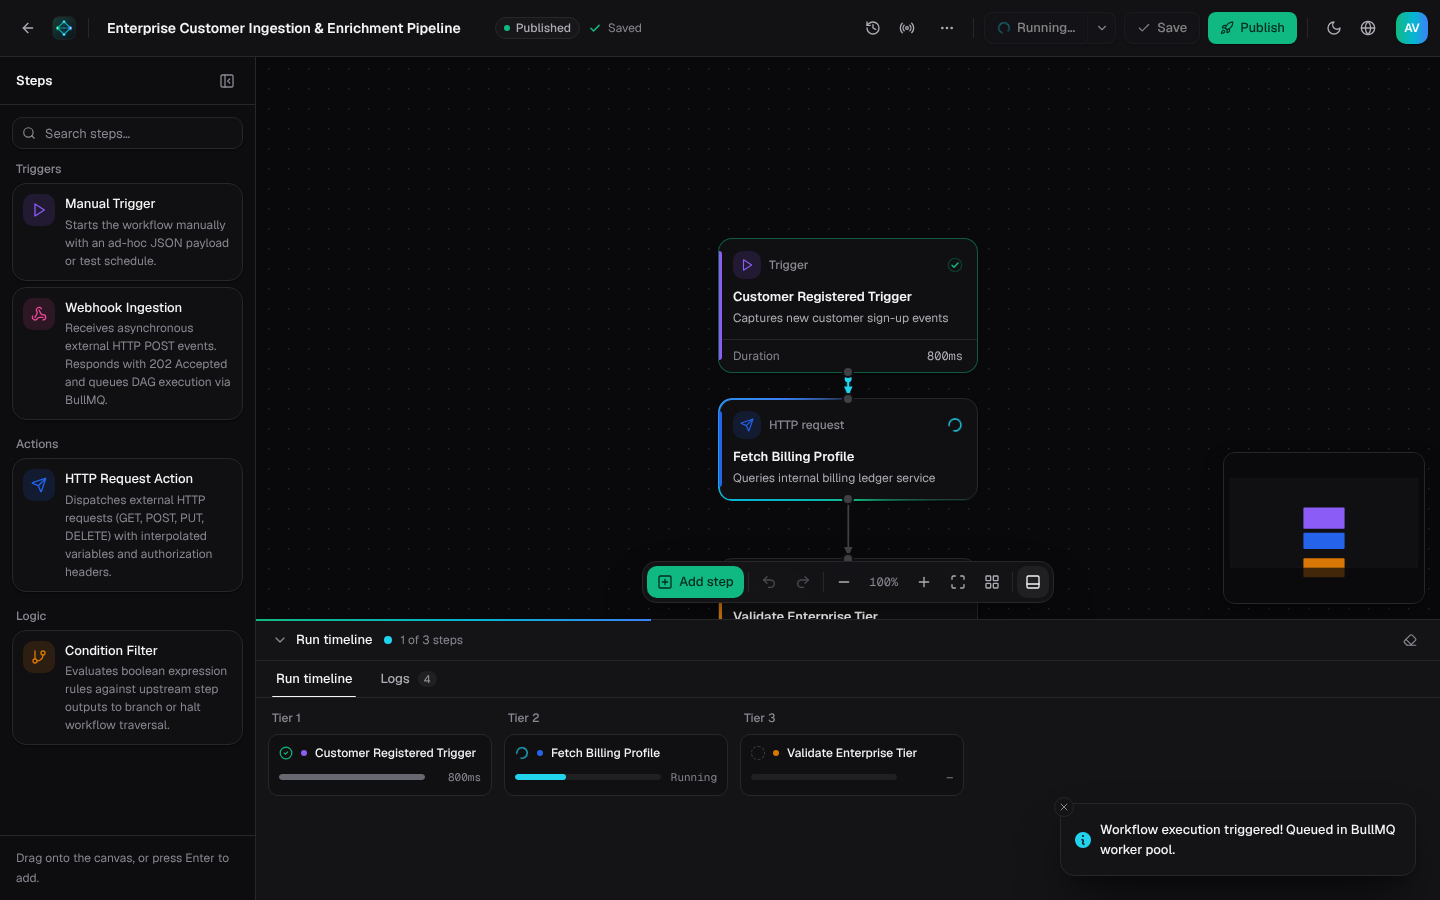 Enterprise Customer Ingestion & Enrichment Pipeline
Published
Saved
Running...
Save
Publish
AV
Steps
Search steps...
Triggers
Manual Trigger
Starts the workflow manually
with an ad-hoc JSON payload
or test schedule.
Webhook Ingestion
Receives asynchronous
external HTTP POST events.
Responds with 202 Accepted
and queues DAG execution via
BullMQ.
Actions
HTTP Request Action
Dispatches external HTTP
requests (GET, POST, PUT,
DELETE) with interpolated
variables and authorization
headers.
Logic
Condition Filter
Evaluates boolean expression
rules against upstream step
outputs to branch or halt
workflow traversal.
Drag onto the canvas, or press Enter to
add.
Trigger
Customer Registered Trigger
Captures new customer sign-up events
Duration 800ms
HTTP request
Fetch Billing Profile
Queries internal billing ledger service
Add step
100%
Validate Enterprise Tier
Run timeline
1 of 3 steps
Run timeline
Logs 4
Tier 1
Customer Registered Trigger
800ms
Tier 2
Fetch Billing Profile
Running
Tier 3
Validate Enterprise Tier
—
Workflow execution triggered! Queued in BullMQ
worker pool.